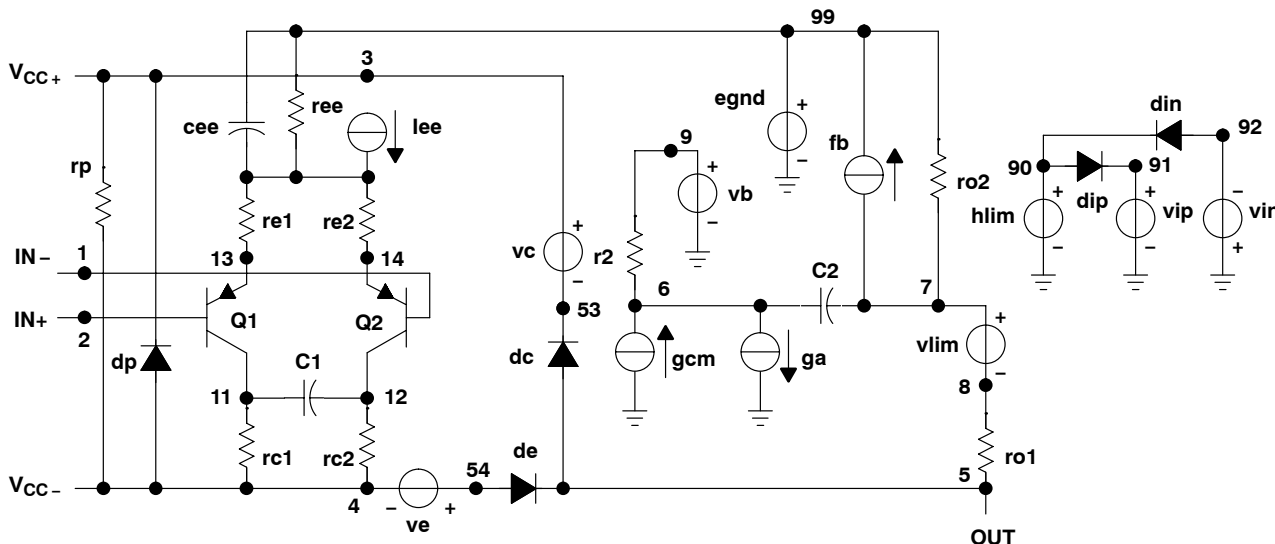 99
3
VCC+
cee
ree
Iee
egnd
fb
din
92
9
rp
vb
ro2
90
91
dip
hlim
vip
vin
re1
re2
vc
+
−
r2
1
IN−
13
14
C2
6
7
53
IN+
2
Q1
Q2
dp
C1
dc
gcm
ga
vlim
8
11
12
rc1
rc2
de
ro1
54
5
VCC−
4
ve
OUT